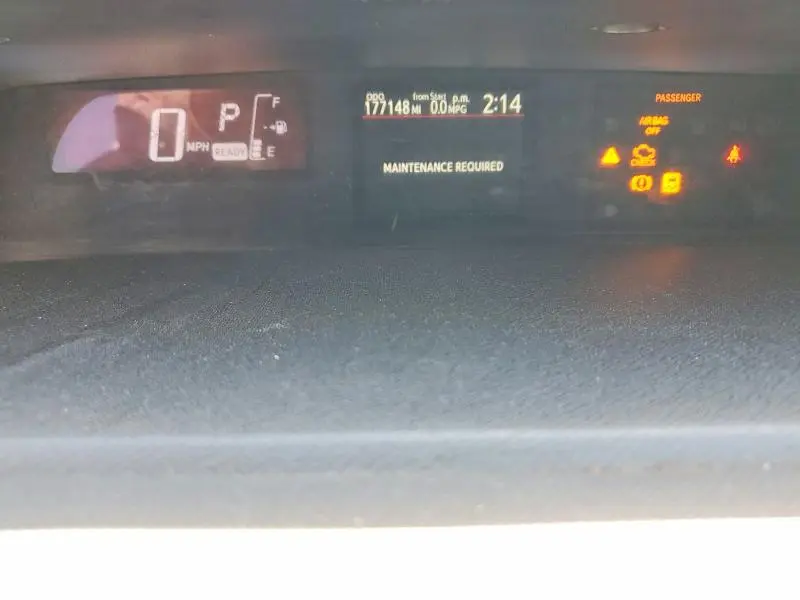 0 MPH P READY F E
ODO from Start p.m.
177148 MI 0.0 MPG 2:14
MAINTENANCE REQUIRED
PASSENGER
AIRBAG
OFF
CHECK